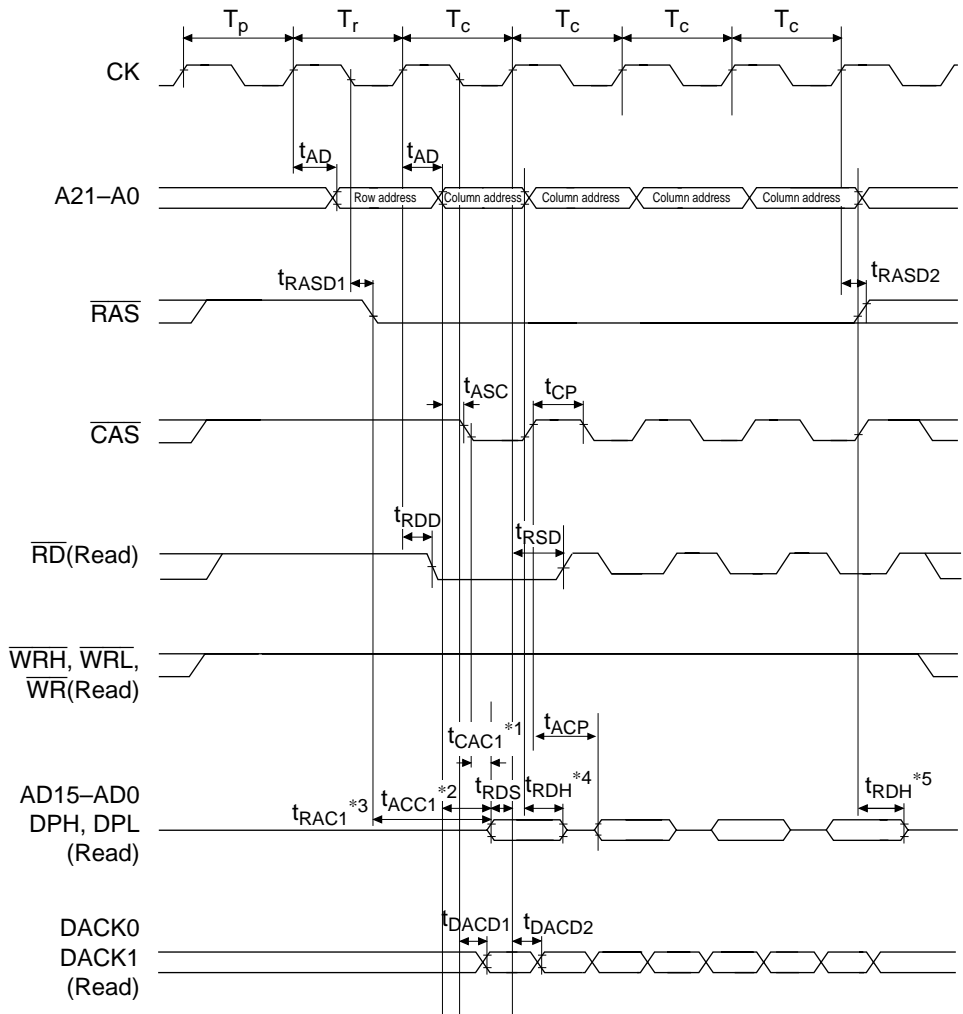 Tp Tr Tc Tc Tc Tc
CK
tAD tAD
A21–A0 Row address Column address Column address Column address Column address
tRASD1 tRASD2
RAS
tASC tCP
CAS
tRDD tRSD
RD(Read)
WRH, WRL,
WR(Read)
tCAC1*1 tACP
AD15–AD0
DPH, DPL
(Read)
tRAC1*3 tACC1*2 tRDS tRDH*4 tRDH*5
DACK0
DACK1
(Read)
tDACD1 tDACD2